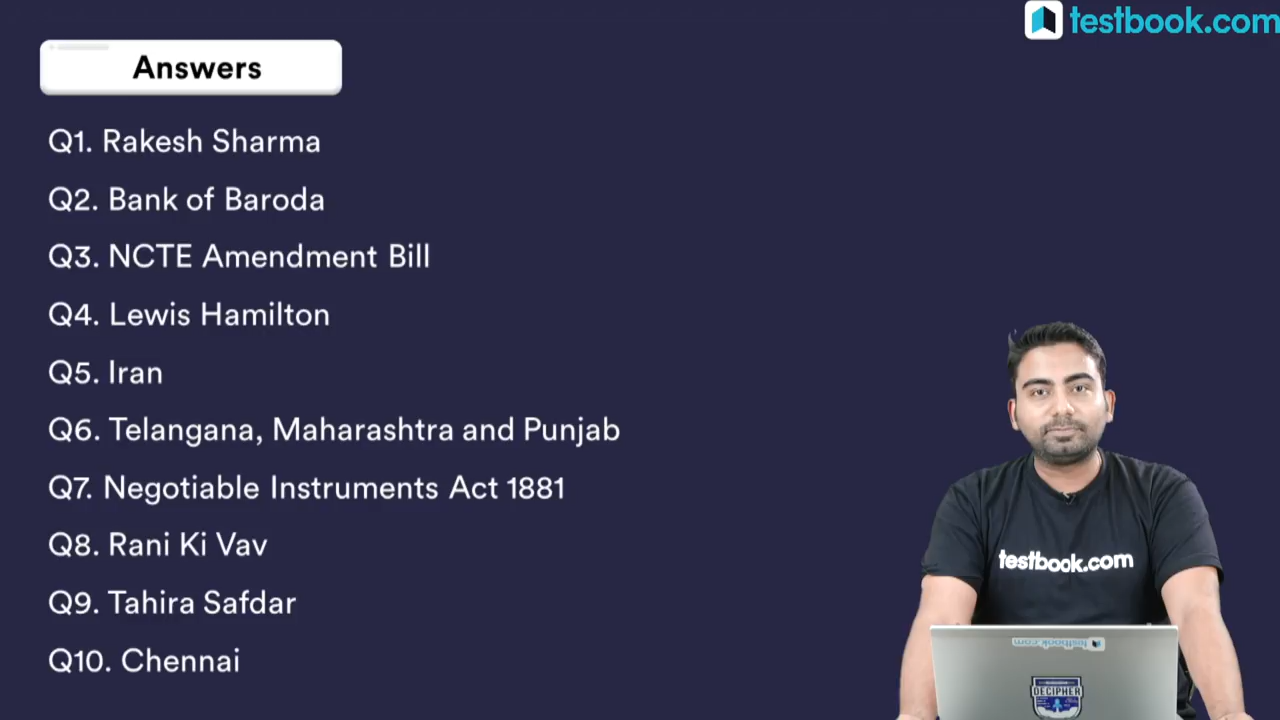 testbook.com
Answers
Q1. Rakesh Sharma
Q2. Bank of Baroda
Q3. NCTE Amendment Bill
Q4. Lewis Hamilton
Q5. Iran
Q6. Telangana, Maharashtra and Punjab
Q7. Negotiable Instruments Act 1881
Q8. Rani Ki Vav
Q9. Tahira Safdar
Q10. Chennai
testbook.com
testbook.com
DECIPHER